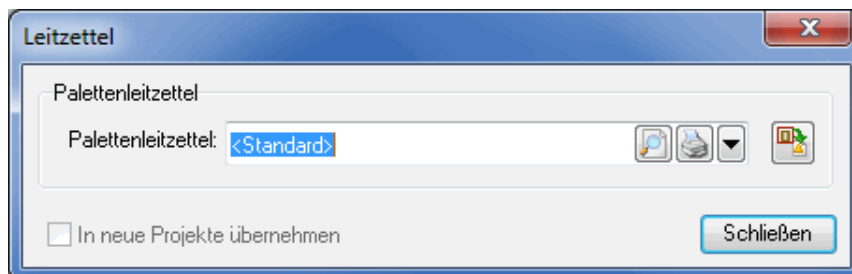 Leitzettel
Palettenleitzettel
Palettenleitzettel: <Standard>
In neue Projekte übernehmen
Schließen